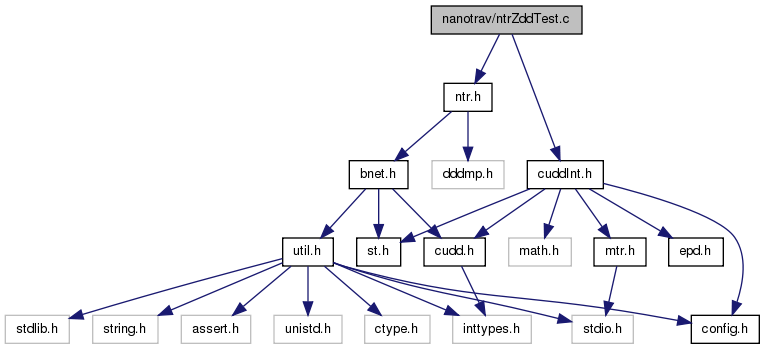 nanotrav/ntrZddTest.c
ntr.h
bnet.h
dddmp.h
cuddInt.h
util.h
st.h
cudd.h
math.h
mtr.h
epd.h
stdlib.h
string.h
assert.h
unistd.h
ctype.h
inttypes.h
stdio.h
config.h